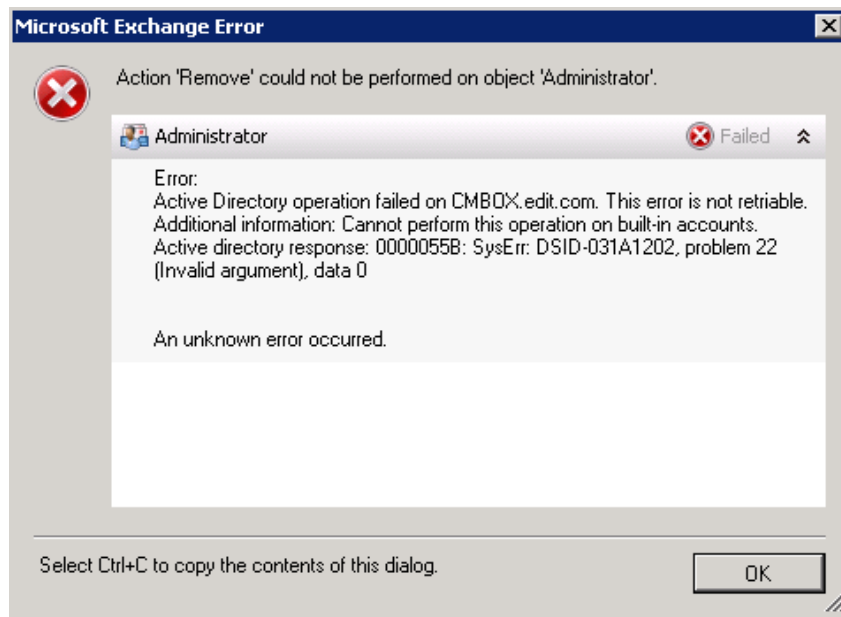 Microsoft Exchange Error
Action 'Remove' could not be performed on object 'Administrator'.
Administrator
Failed
Error:
Active Directory operation failed on CMBOX.edit.com. This error is not retriable.
Additional information: Cannot perform this operation on built-in accounts.
Active directory response: 0000055B: SysErr: DSID-031A1202, problem 22
(Invalid argument), data 0
An unknown error occurred.
Select Ctrl+C to copy the contents of this dialog.
OK